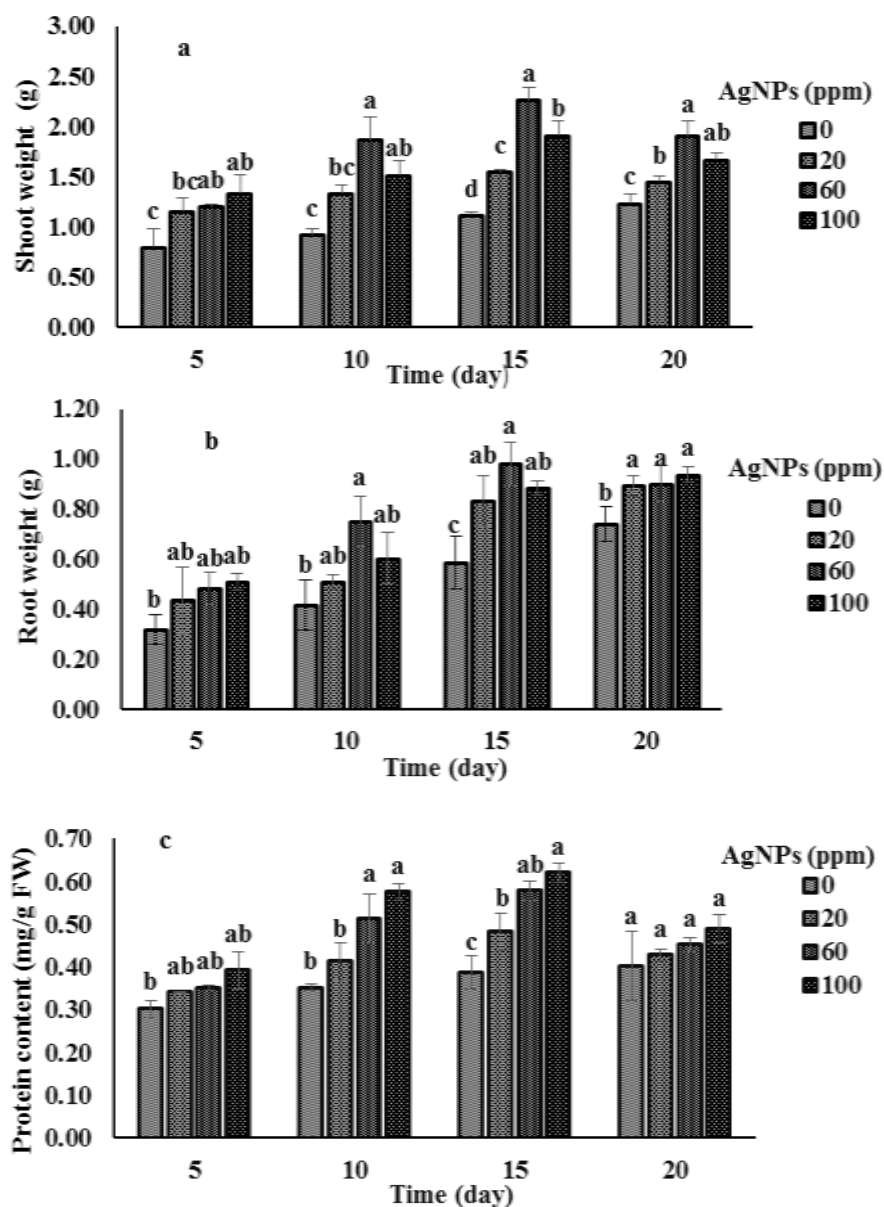 a
Shoot weight (g)
3.00
2.50
2.00
1.50
1.00
0.50
0.00
c bc ab ab
c bc a ab
d c a b
c b a ab
5 10 15 20
Time (day)
AgNPs (ppm)
0
20
60
100
b
Root weight (g)
1.20
1.00
0.80
0.60
0.40
0.20
0.00
b ab ab ab
b ab a ab
c ab a ab
b a a a
5 10 15 20
Time (day)
AgNPs (ppm)
0
20
60
100
c
Protein content (mg/g FW)
0.70
0.60
0.50
0.40
0.30
0.20
0.10
0.00
b ab ab ab
b b a a
c b ab a
a a a a
5 10 15 20
Time (day)
AgNPs (ppm)
0
20
60
100